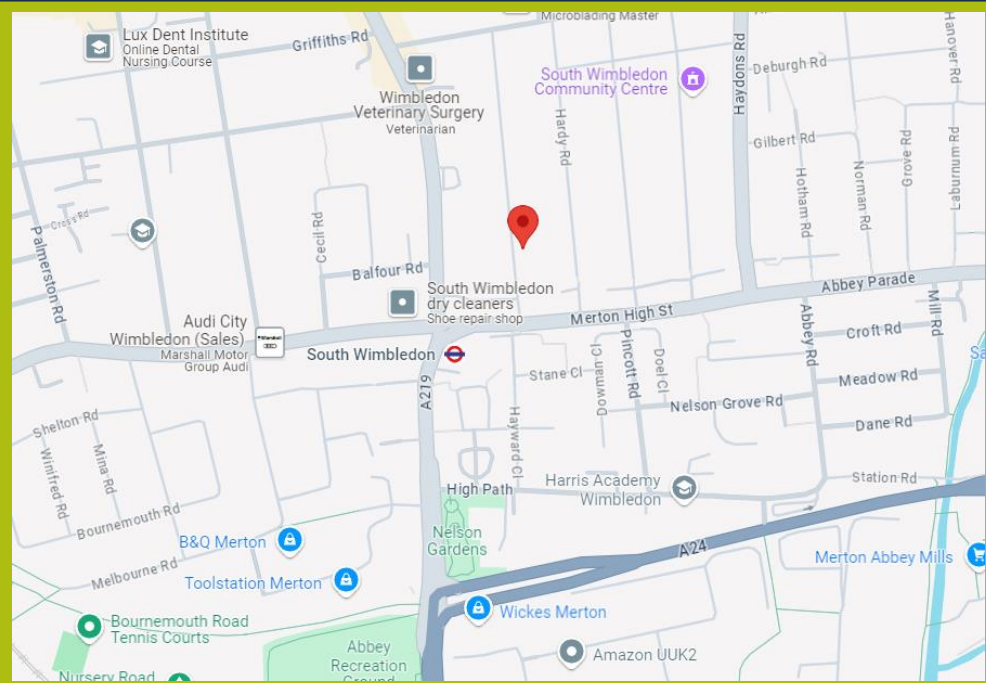 Microblading Master
Lux Dent Institute
Online Dental
Nursing Course
Griffiths Rd
Wimbledon
Veterinary Surgery
Veterinarian
South Wimbledon
Community Centre
Haydons Rd
Deburgh Rd
Hanover Rd
Hardy Rd
Gilbert Rd
Hotham Rd
Norman Rd
Grove Rd
Laburnum Rd
Cross Rd
Palmerston Rd
Cecil Rd
Balfour Rd
South Wimbledon
dry cleaners
Shoe repair shop
Merton High St
Abbey Parade
Audi City
Wimbledon (Sales)
Marshall Motor
Group Audi
South Wimbledon
A219
Stane Cl
Dowman Cl
Pincott Rd
Doel Cl
Abbey Rd
Croft Rd
Mill Rd
Meadow Rd
Nelson Grove Rd
Dane Rd
Hayward Cl
Shelton Rd
Winifred Rd
Mina Rd
Bournemouth Rd
High Path
Harris Academy
Wimbledon
Station Rd
Nelson
Gardens
B&Q Merton
A24
Merton Abbey Mills
Melbourne Rd
Toolstation Merton
Wickes Merton
Bournemouth Road
Tennis Courts
Abbey
Recreation
Ground
Amazon UUK2
Nursery Road